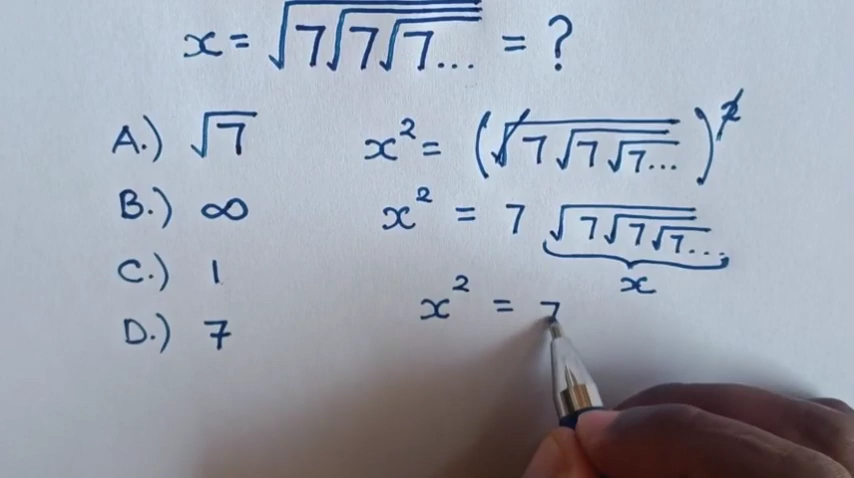 x = √7√7√7... = ?
A.) √7
B.) ∞
C.) 1
D.) 7
x² = (√7√7√7...)²
x² = 7 √7√7√7...
x
x² = 7